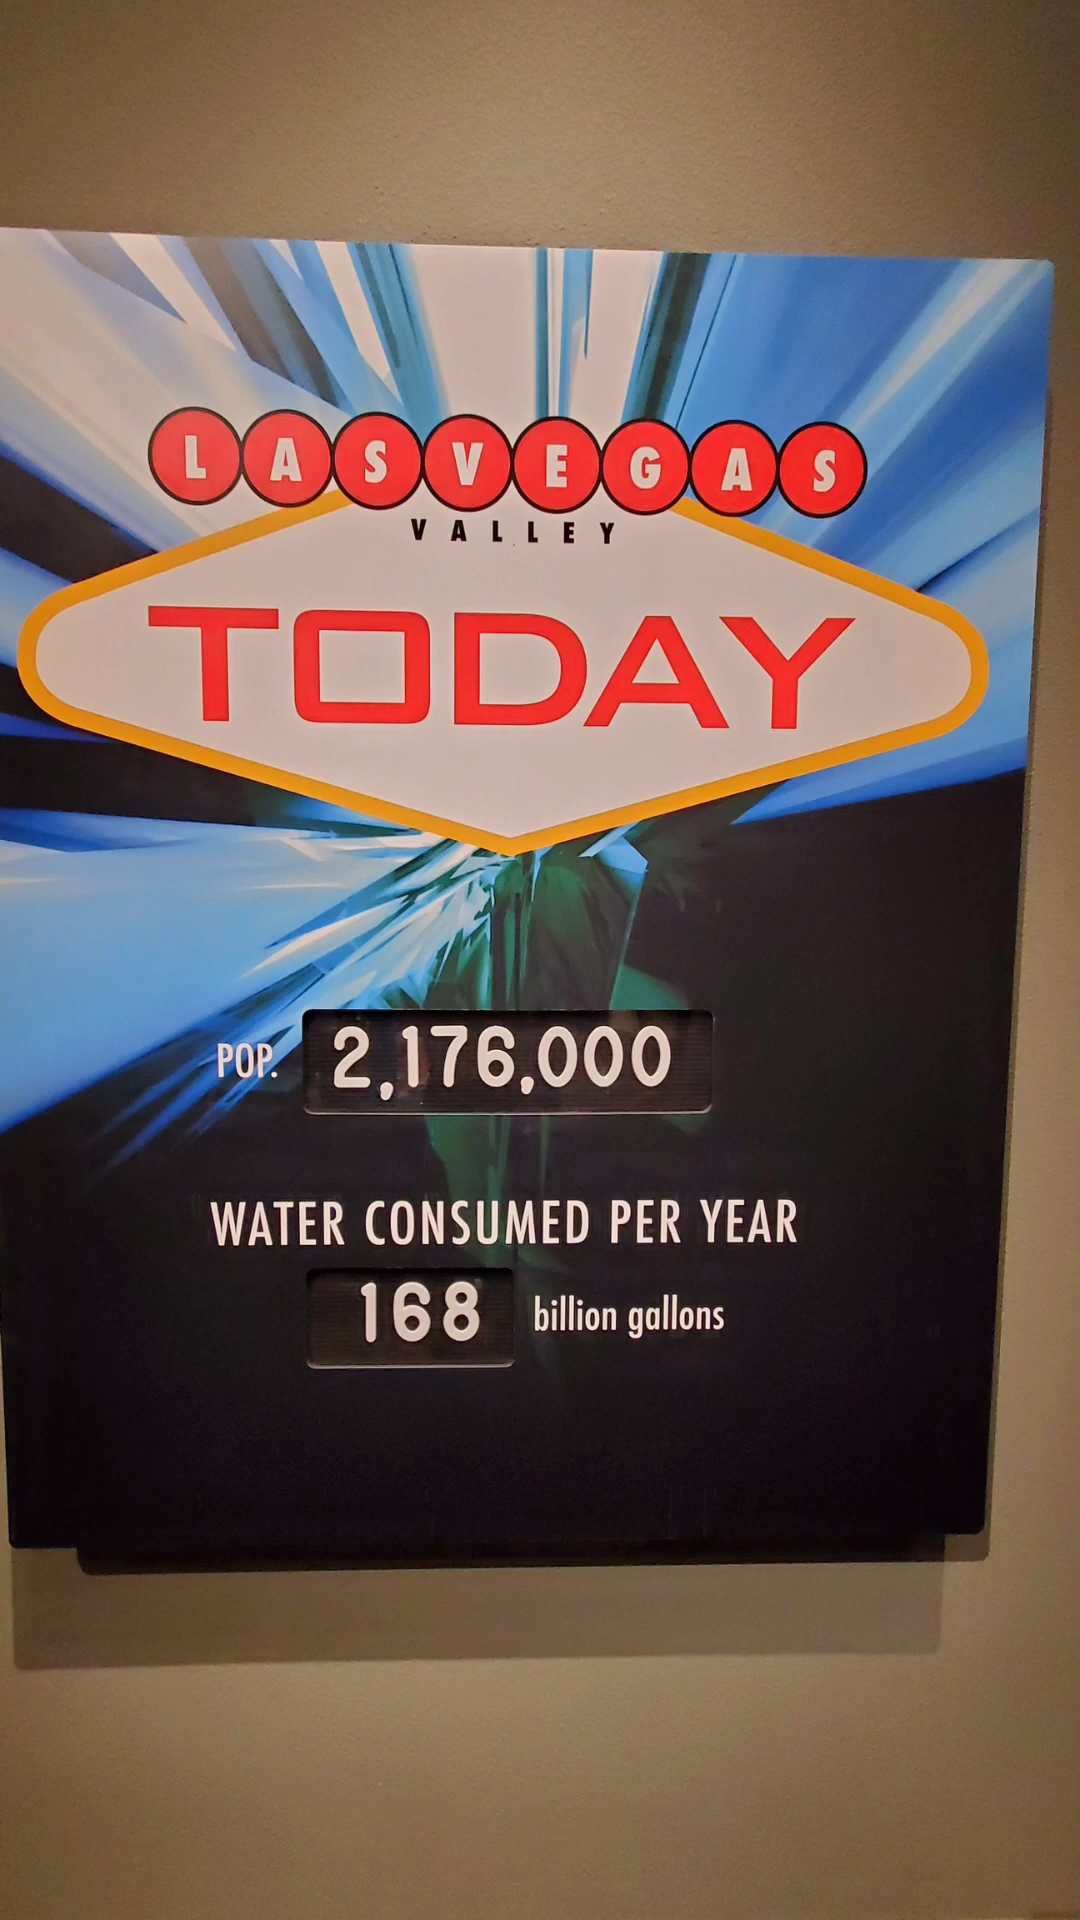 LAS VEGAS
VALLEY
TODAY
POP. 2,176,000
WATER CONSUMED PER YEAR
168 billion gallons